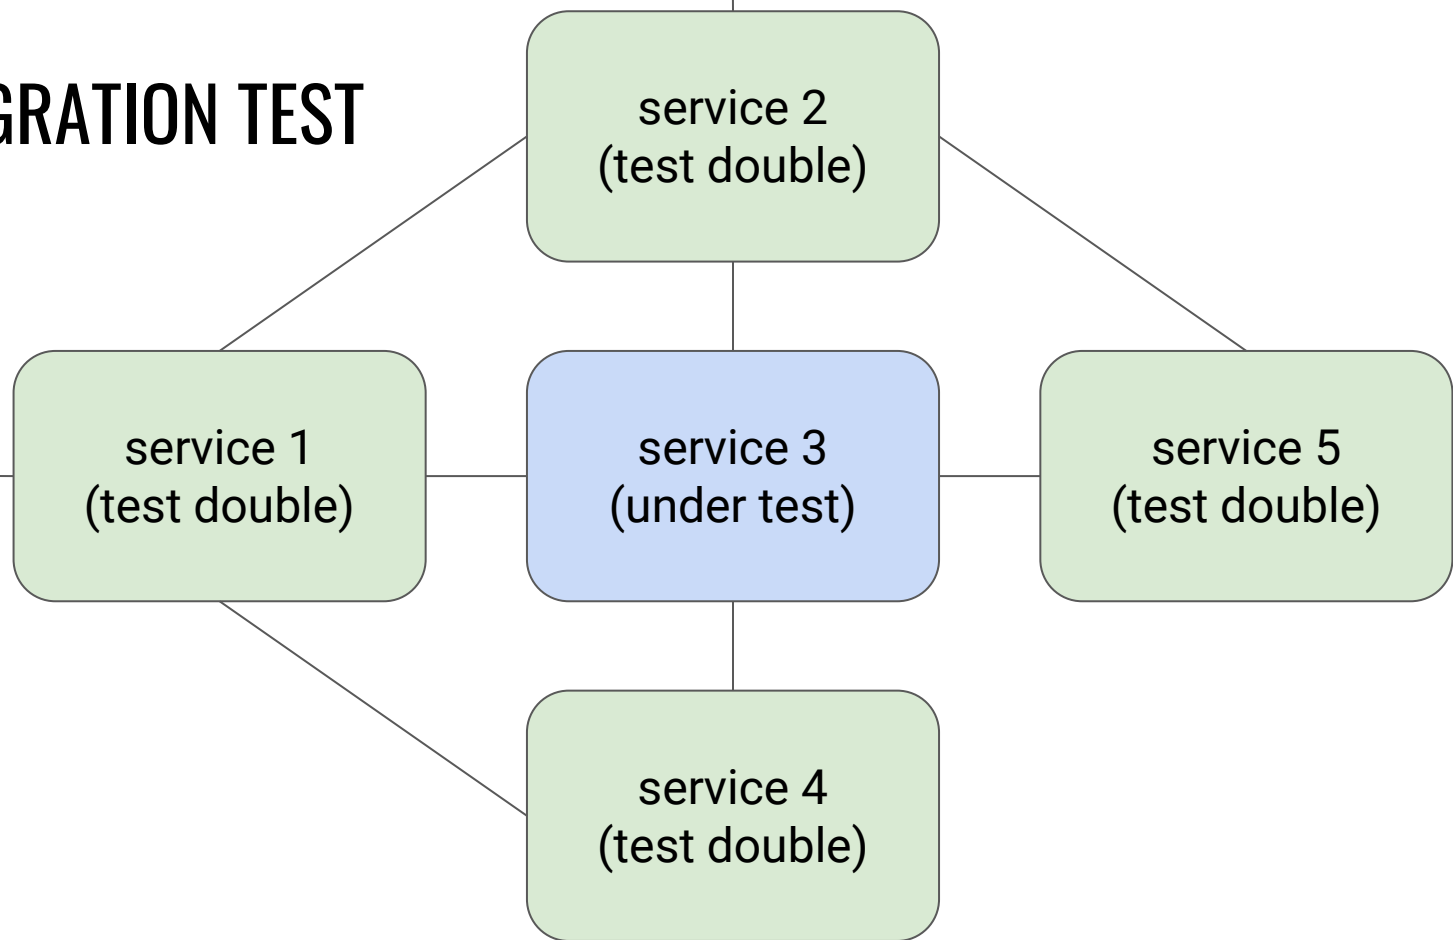 GRATION TEST
service 2
(test double)
service 1
(test double)
service 3
(under test)
service 5
(test double)
service 4
(test double)